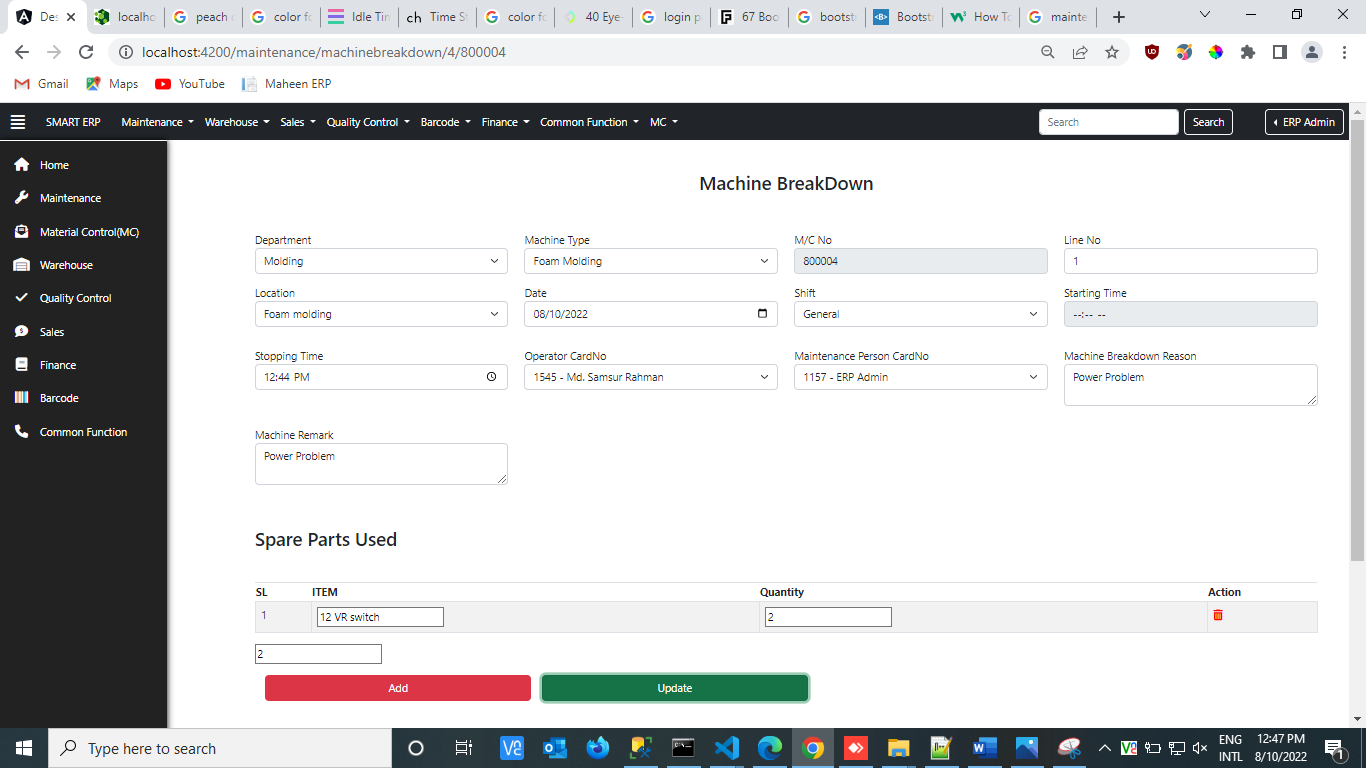 Des
localho
peach c
color fo
Idle Tim
ch Time S
color fo
40 Eye-
login p
67 Boo
bootst
Bootst
How To
mainte
localhost:4200/maintenance/machinebreakdown/4/800004
Gmail Maps YouTube Maheen ERP
SMART ERP Maintenance Warehouse Sales Quality Control Barcode Finance Common Function MC Search Search ERP Admin
Home
Maintenance
Material Control(MC)
Warehouse
Quality Control
Sales
Finance
Barcode
Common Function
Machine BreakDown
Department Machine Type M/C No Line No
Molding Foam Molding 800004 1
Location Date Shift Starting Time
Foam molding 08/10/2022 General --:-- --
Stopping Time Operator CardNo Maintenance Person CardNo Machine Breakdown Reason
12:44 PM 1545 - Md. Samsur Rahman 1157 - ERP Admin Power Problem
Machine Remark
Power Problem
Spare Parts Used
SL ITEM Quantity Action
1 12 VR switch 2
2
Add Update
Type here to search
ENG 12:47 PM
INTL 8/10/2022
1